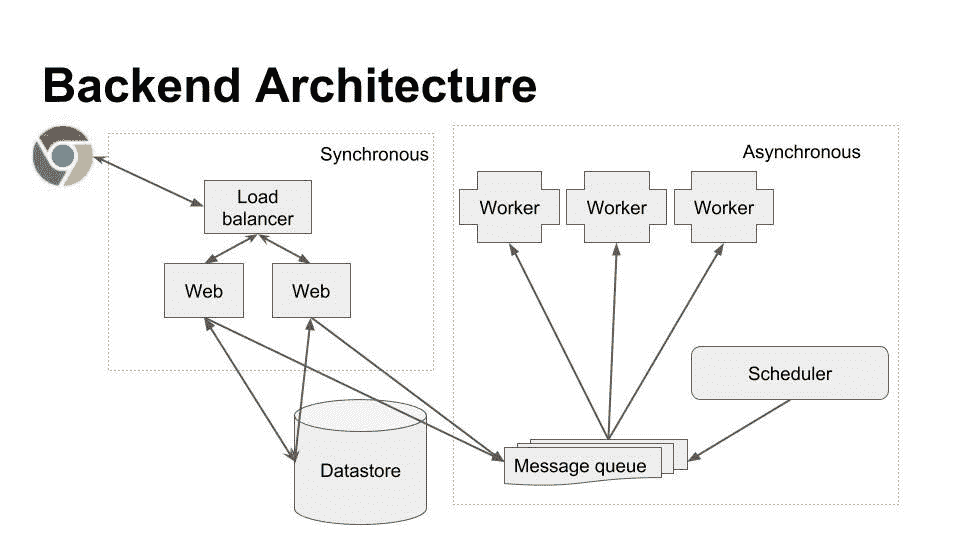 Backend Architecture
Synchronous
Asynchronous
Load
balancer
Worker
Worker
Worker
Web
Web
Scheduler
Datastore
Message queue